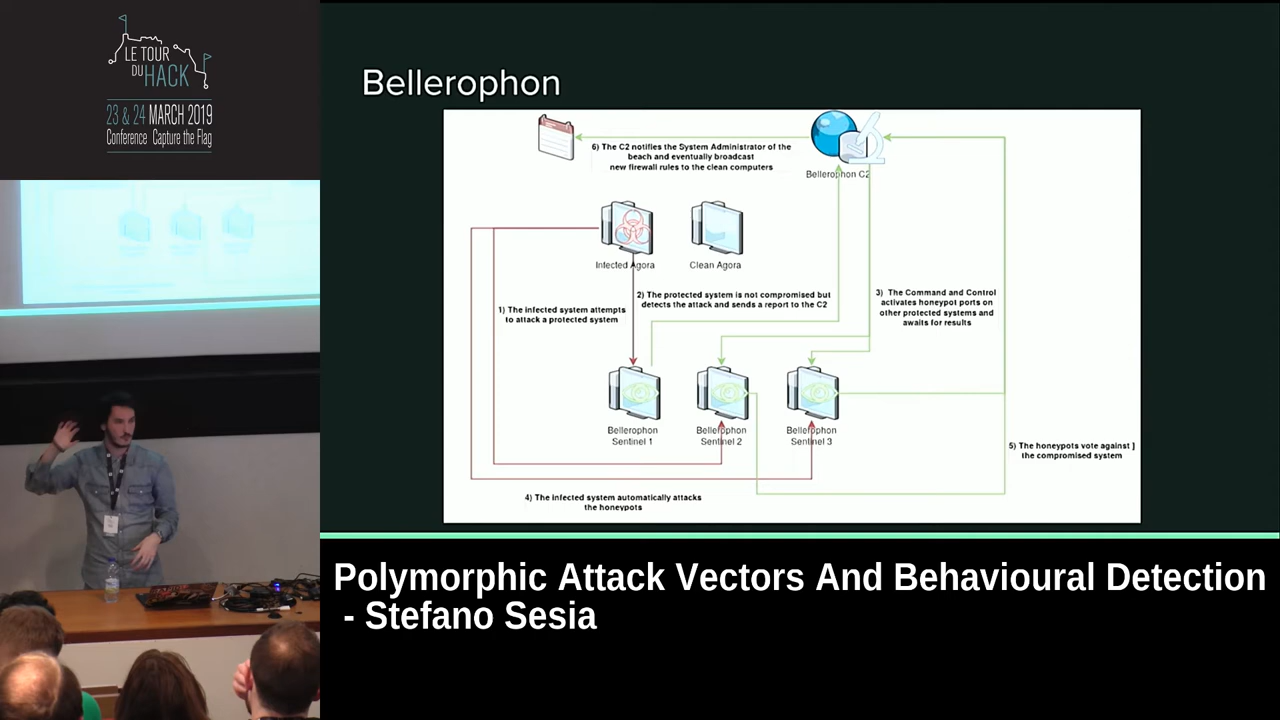 LE TOUR
DU HACK
23 & 24 MARCH 2019
Conference Capture the Flag
Bellerophon
6) The C2 notifies the System Administrator of the
beach and eventually broadcast
new firewall rules to the clean computers
Bellerophon C2
Infected Agora
Clean Agora
1) The infected system attempts
to attack a protected system
2) The protected system is not compromised but
detects the attack and sends a report to the C2
3) The Command and Control
activates honeypot ports on
other protected systems and
awaits for results
Bellerophon
Sentinel 1
Bellerophon
Sentinel 2
Bellerophon
Sentinel 3
5) The honeypots vote against ]
the compromised system
4) The infected system automatically attacks
the honeypots
Polymorphic Attack Vectors And Behavioural Detection
- Stefano Sesia